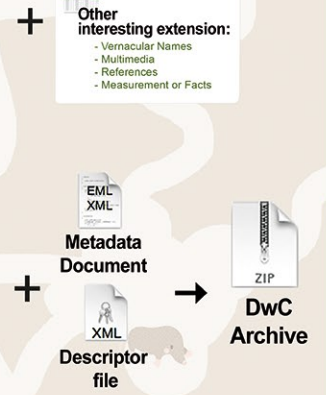 +
Other
interesting extension:
- Vernacular Names
- Multimedia
- References
- Measurement or Facts
EML
XML
Metadata
Document
+
XML
Descriptor
file
ZIP
DwC
Archive